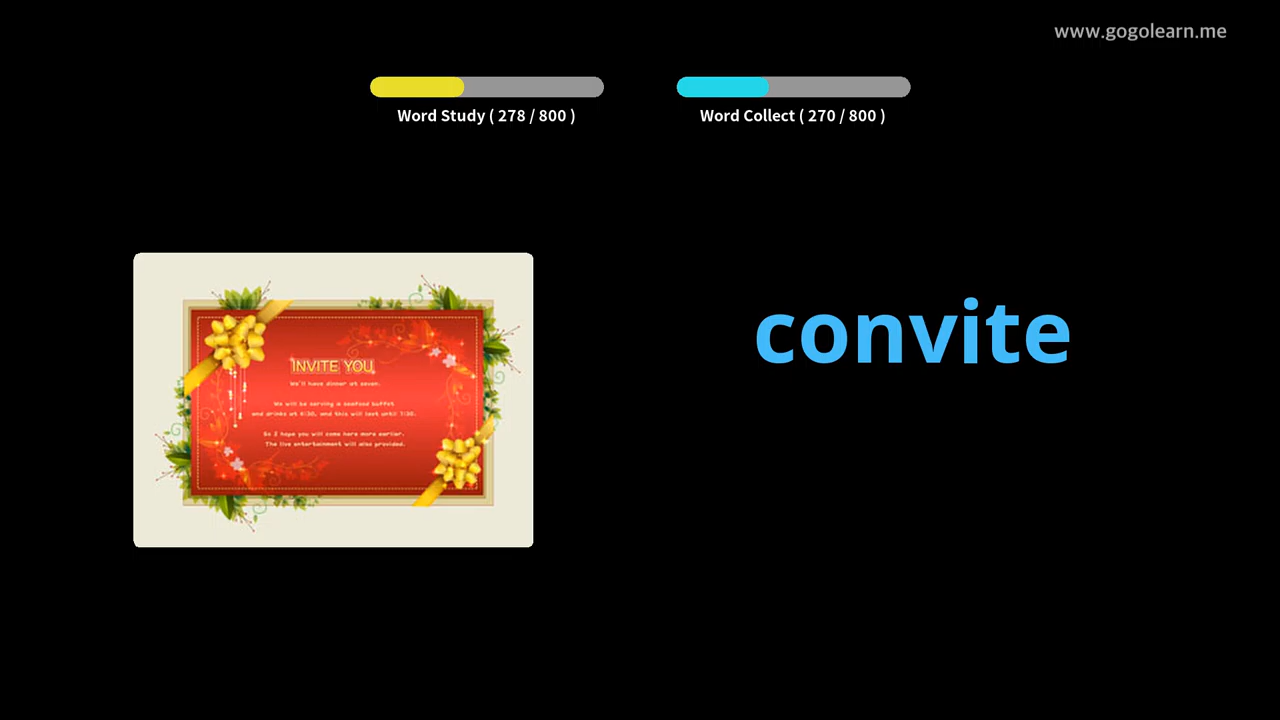 www.gogolearn.me
Word Study ( 278 / 800 )
Word Collect ( 270 / 800 )
INVITE YOU
We'll have dinner at seven.
We will be serving a seafood buffet
and drinks at 6:30, and this will last until 7:30.
So I hope you will come here more earlier.
The live entertainment will also provided.
convite